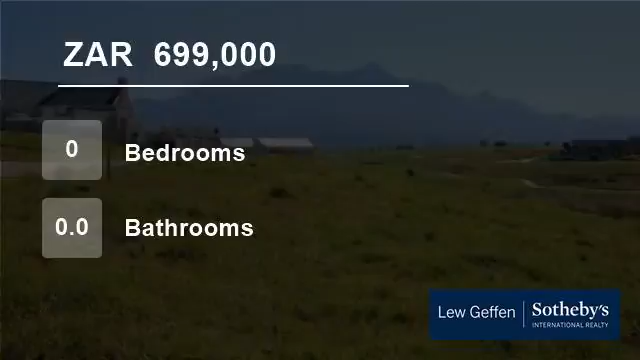 ZAR 699,000
0 Bedrooms
0.0 Bathrooms
Lew Geffen Sotheby's
INTERNATIONAL REALTY